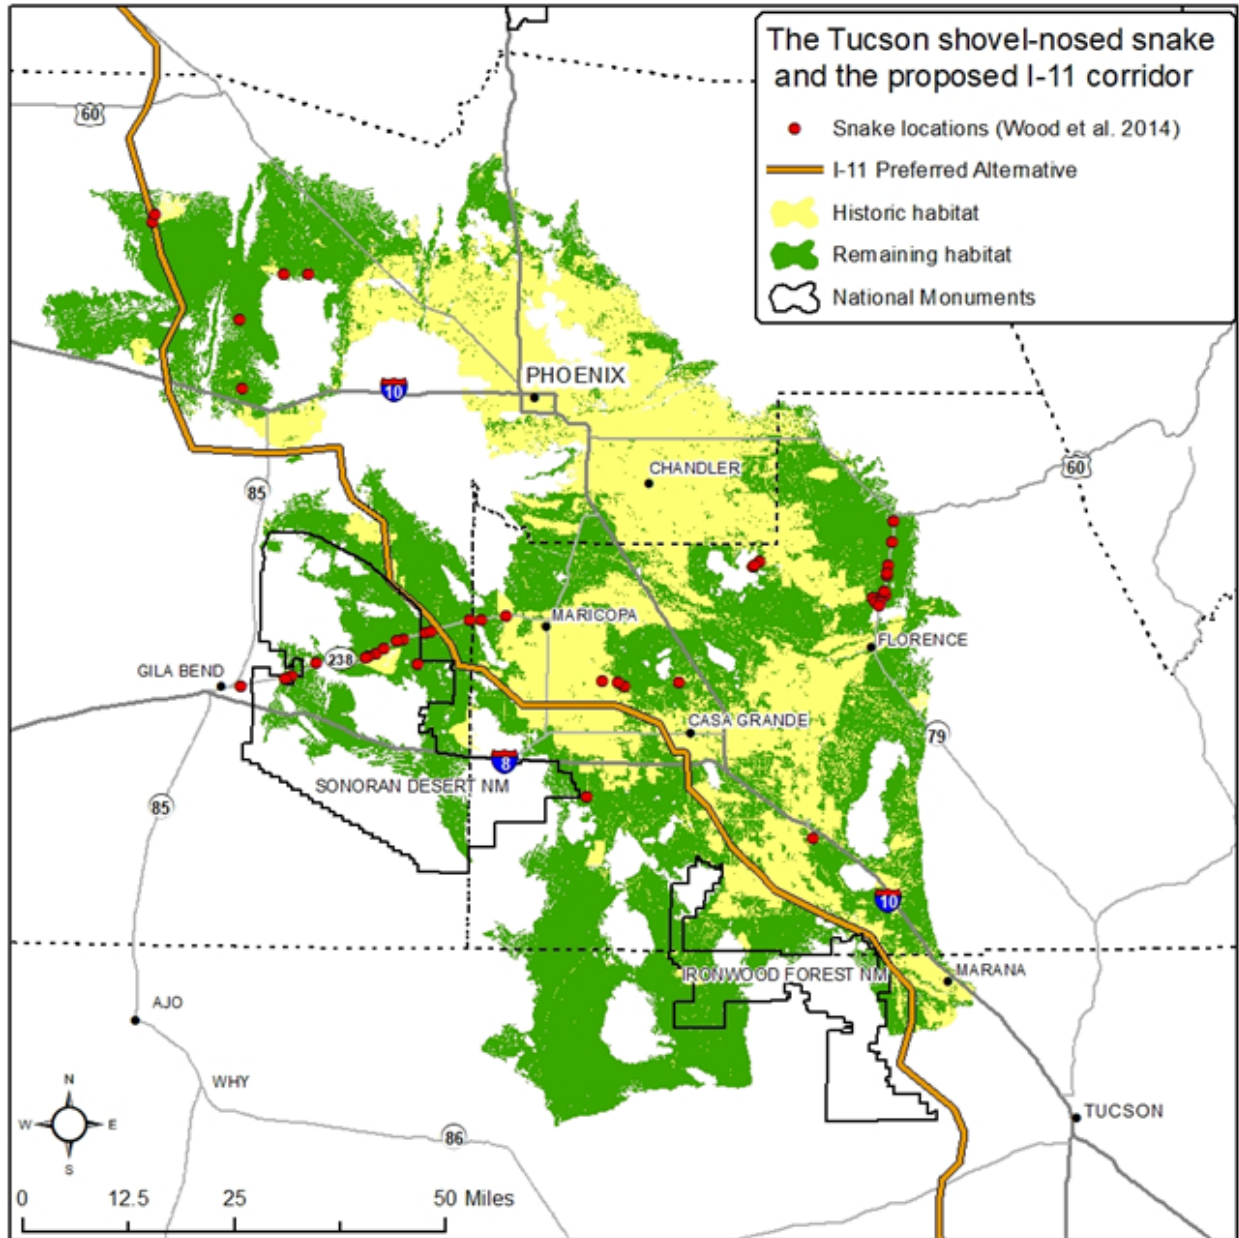 The Tucson shovel-nosed snake
and the proposed I-11 corridor
Snake locations (Wood et al. 2014)
I-11 Preferred Alternative
Historic habitat
Remaining habitat
National Monuments
60
PHOENIX
10
CHANDLER
60
85
MARICOPA
FLORENCE
238
GILA BEND
CASA GRANDE
79
8
SONORAN DESERT NM
85
10
IRONWOOD FOREST NM
MARANA
AJO
WHY
N
W
E
S
TUCSON
86
0
12.5
25
50 Miles